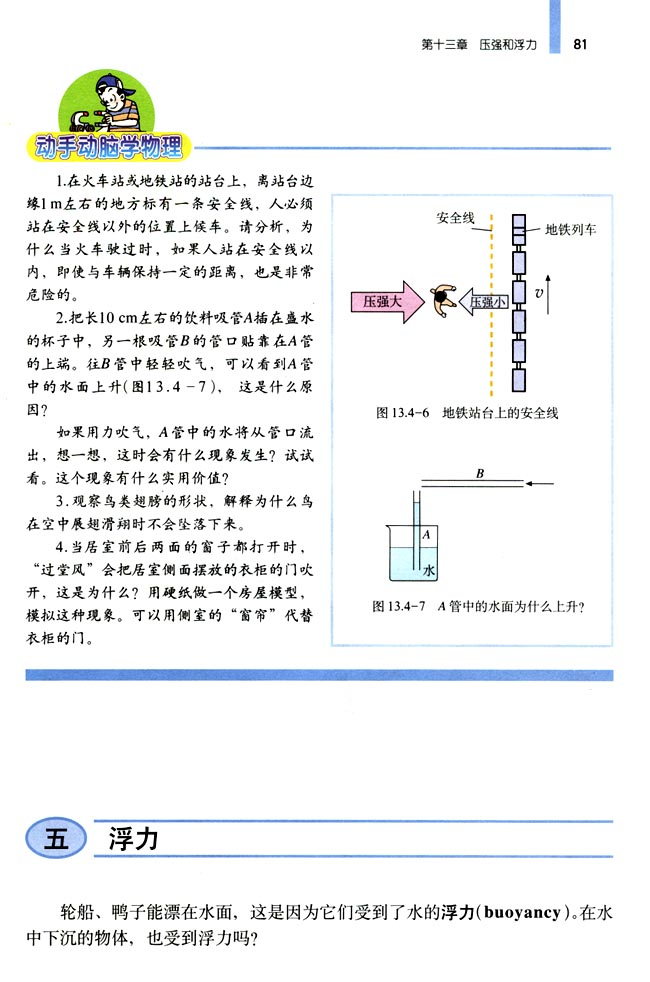 第十三章 压强和浮力 81
动手动脑学物理
1.在火车站或地铁站的站台上，离站台边
缘1 m左右的地方标有一条安全线，人必须
站在安全线以外的位置上候车。请分析，为
什么当火车驶过时，如果人站在安全线以
内，即使与车辆保持一定的距离，也是非常
危险的。
2.把长10 cm左右的饮料吸管A插在盛水
的杯子中，另一根吸管B的管口贴靠在A管
的上端。往B管中轻轻吹气，可以看到A管
中的水面上升(图13.4-7)，这是什么原
因？
如果用力吹气，A管中的水将从管口流
出，想一想，这时会有什么现象发生？试试
看。这个现象有什么实用价值？
3.观察鸟类翅膀的形状，解释为什么鸟
在空中展翅滑翔时不会坠落下来。
4.当居室前后两面的窗子都打开时，
“过堂风”会把居室侧面摆放的衣柜的门吹
开，这是为什么？用硬纸做一个房屋模型，
模拟这种现象。可以用侧室的“窗帘”代替
衣柜的门。
安全线
地铁列车
压强大
压强小
v
图 13.4-6 地铁站台上的安全线
B
A
水
图 13.4-7 A 管中的水面为什么上升？
五 浮力
轮船、鸭子能漂在水面，这是因为它们受到了水的浮力(buoyancy)。在水
中下沉的物体，也受到浮力吗？